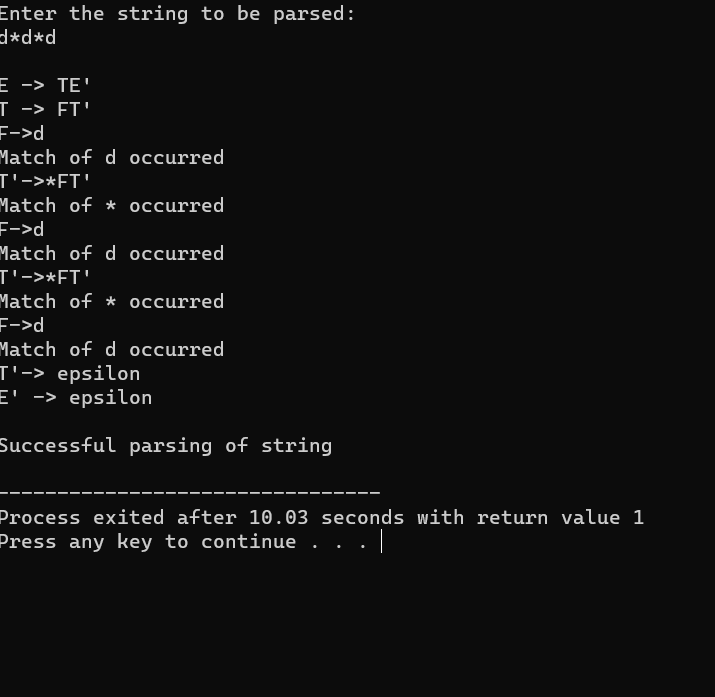 Enter the string to be parsed:
d*d*d
E -> TE'
T -> FT'
F->d
Match of d occurred
T'->*FT'
Match of * occurred
F->d
Match of d occurred
T'->*FT'
Match of * occurred
F->d
Match of d occurred
T'-> epsilon
E' -> epsilon
Successful parsing of string
--------------------------------
Process exited after 10.03 seconds with return value 1
Press any key to continue . . .